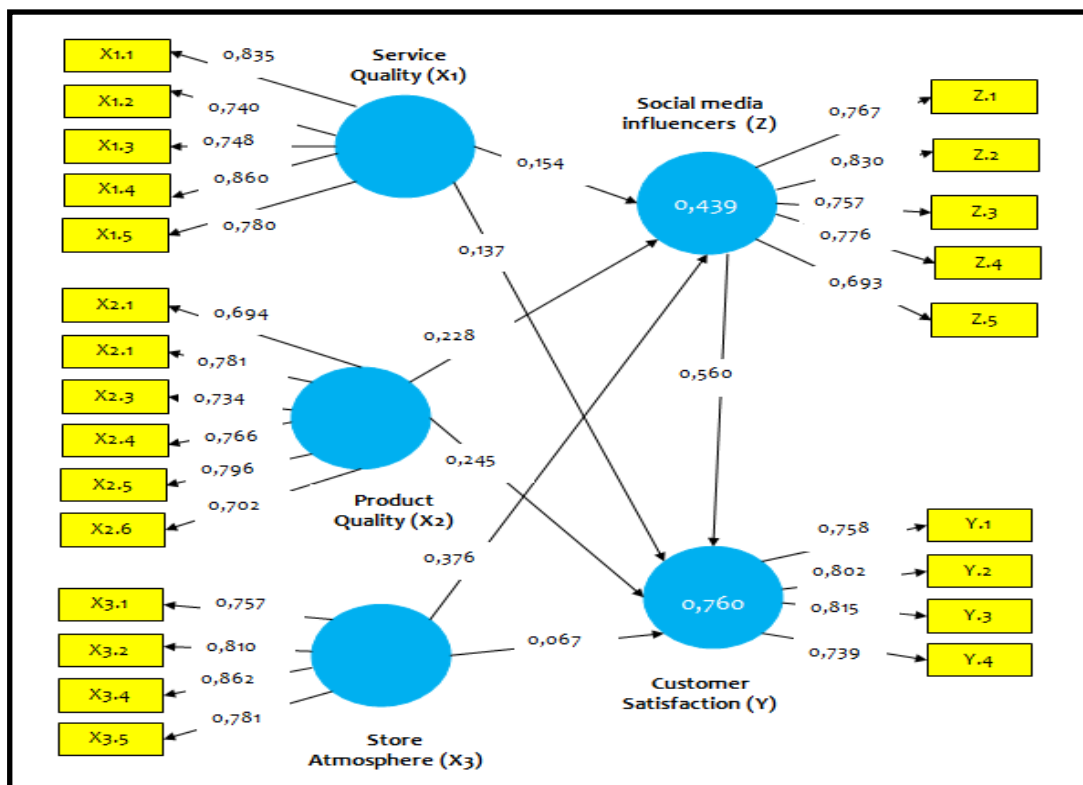 X1.1
0,835
Service
Quality (X1)
X1.2
0,740
X1.3
0,748
X1.4
0,860
X1.5
0,780
Social media
influencers (Z)
0,439
0,767
Z.1
0,830
Z.2
0,757
Z.3
0,776
Z.4
0,693
Z.5
0,154
0,137
X2.1
0,694
X2.1
0,781
X2.3
0,734
X2.4
0,766
X2.5
0,796
X2.6
0,702
Product
Quality (X2)
0,228
0,245
0,560
0,376
X3.1
0,757
X3.2
0,810
X3.4
0,862
X3.5
0,781
Store
Atmosphere (X3)
0,067
0,760
Customer
Satisfaction (Y)
0,758
Y.1
0,802
Y.2
0,815
Y.3
0,739
Y.4